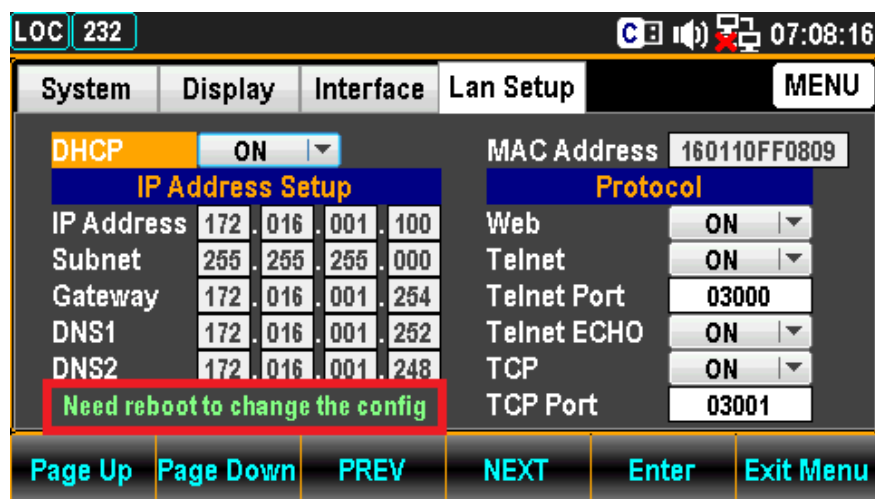 LOC 232 C 07:08:16
System Display Interface Lan Setup MENU
DHCP ON MAC Address 160110FF0809
IP Address Setup Protocol
IP Address 172 . 016 . 001 . 100 Web ON
Subnet 255 . 255 . 255 . 000 Telnet ON
Gateway 172 . 016 . 001 . 254 Telnet Port 03000
DNS1 172 . 016 . 001 . 252 Telnet ECHO ON
DNS2 172 . 016 . 001 . 248 TCP ON
Need reboot to change the config TCP Port 03001
Page Up Page Down PREV NEXT Enter Exit Menu